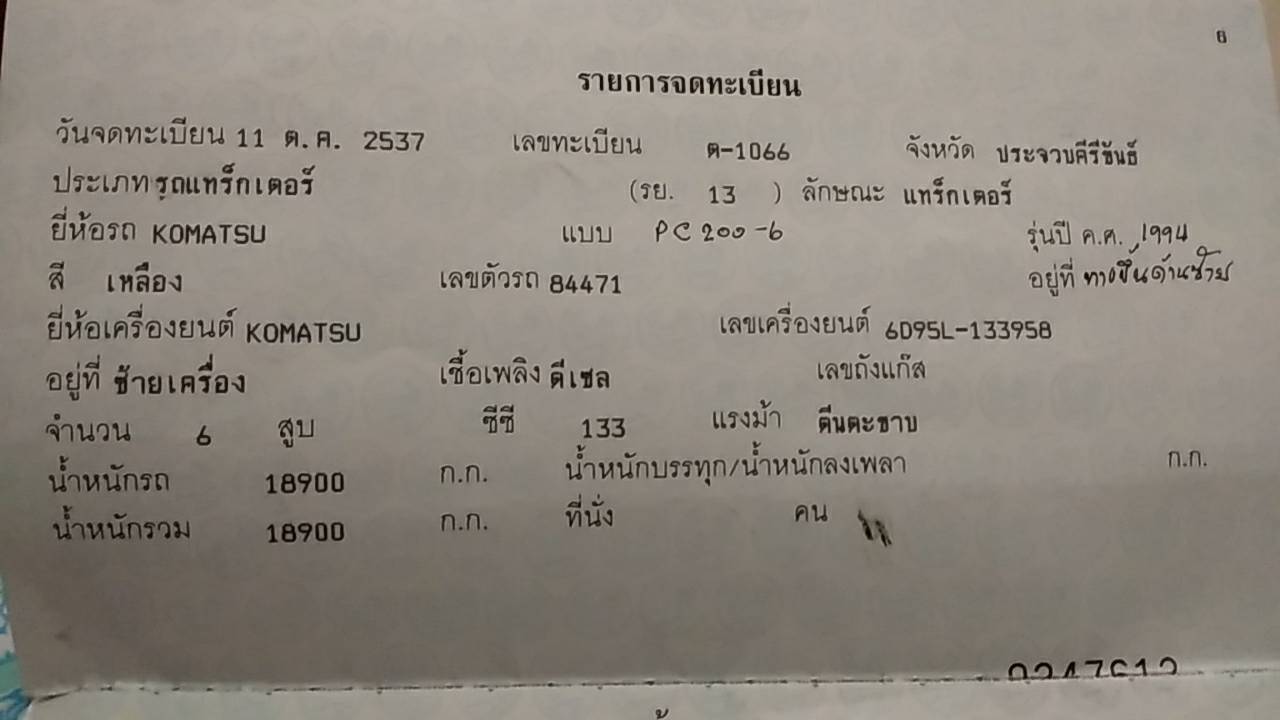 6
รายการจดทะเบียน
วันจดทะเบียน 11 ต.ค. 2537 เลขทะเบียน ต-1066 จังหวัด ประจวบคีรีขันธ์
ประเภท รถแทร็กเตอร์ (รย. 13 ) ลักษณะ แทร็กเตอร์
ยี่ห้อรถ KOMATSU แบบ PC 200-6 รุ่นปี ค.ศ. 1994
สี เหลือง เลขตัวรถ 84471 อยู่ที่ ทางขึ้นด้านซ้าย
ยี่ห้อเครื่องยนต์ KOMATSU เลขเครื่องยนต์ 6D95L-133958
อยู่ที่ ซ้ายเครื่อง เชื้อเพลิง ดีเซล เลขถังแก๊ส
จำนวน 6 สูบ ซีซี 133 แรงม้า ตีนตะขาบ
น้ำหนักรถ 18900 ก.ก. น้ำหนักบรรทุก/น้ำหนักลงเพลา ก.ก.
น้ำหนักรวม 18900 ก.ก. ที่นั่ง คน